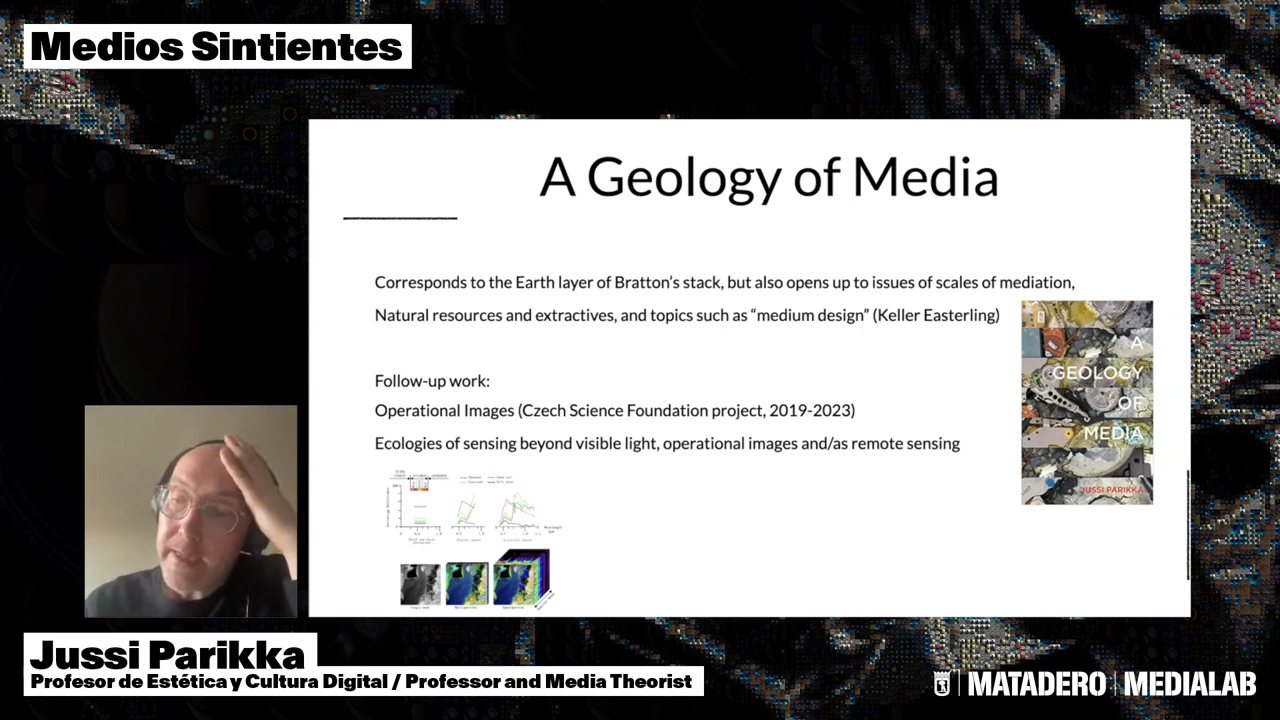 Medios Sintientes
A Geology of Media
Corresponds to the Earth layer of Bratton's stack, but also opens up to issues of scales of mediation,
Natural resources and extractives, and topics such as “medium design” (Keller Easterling)
Follow-up work:
Operational Images (Czech Science Foundation project, 2019-2023)
Ecologies of sensing beyond visible light, operational images and/as remote sensing
A
GEOLOGY
OF
MEDIA
JUSSI PARIKKA
Jussi Parikka
Profesor de Estética y Cultura Digital / Professor and Media Theorist
MATADERO | MEDIALAB